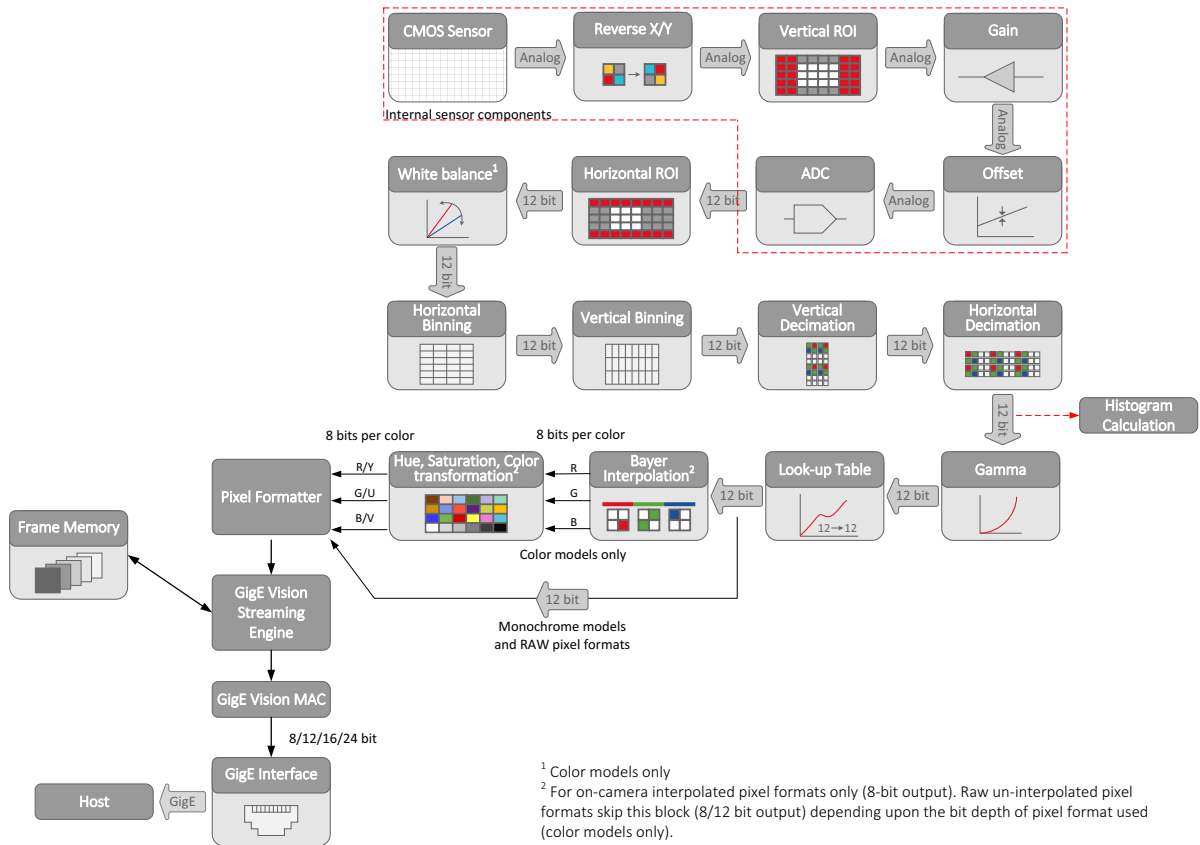 CMOS Sensor
Analog
Reverse X/Y
Analog
Vertical ROI
Analog
Gain
Internal sensor components
Analog
White balance¹
12 bit
Horizontal ROI
12 bit
ADC
Analog
Offset
12 bit
Horizontal
Binning
12 bit
Vertical Binning
12 bit
Vertical
Decimation
12 bit
Horizontal
Decimation
12 bit
Histogram
Calculation
8 bits per color
8 bits per color
Pixel Formatter
R/Y
G/U
B/V
Hue, Saturation, Color
transformation²
R
G
B
Bayer
Interpolation²
12 bit
Look-up Table
12→12
12 bit
Gamma
Color models only
Frame Memory
GigE Vision
Streaming
Engine
12 bit
Monochrome models
and RAW pixel formats
GigE Vision MAC
8/12/16/24 bit
Host
GigE
GigE Interface
¹ Color models only
² For on-camera interpolated pixel formats only (8-bit output). Raw un-interpolated pixel
formats skip this block (8/12 bit output) depending upon the bit depth of pixel format used
(color models only).